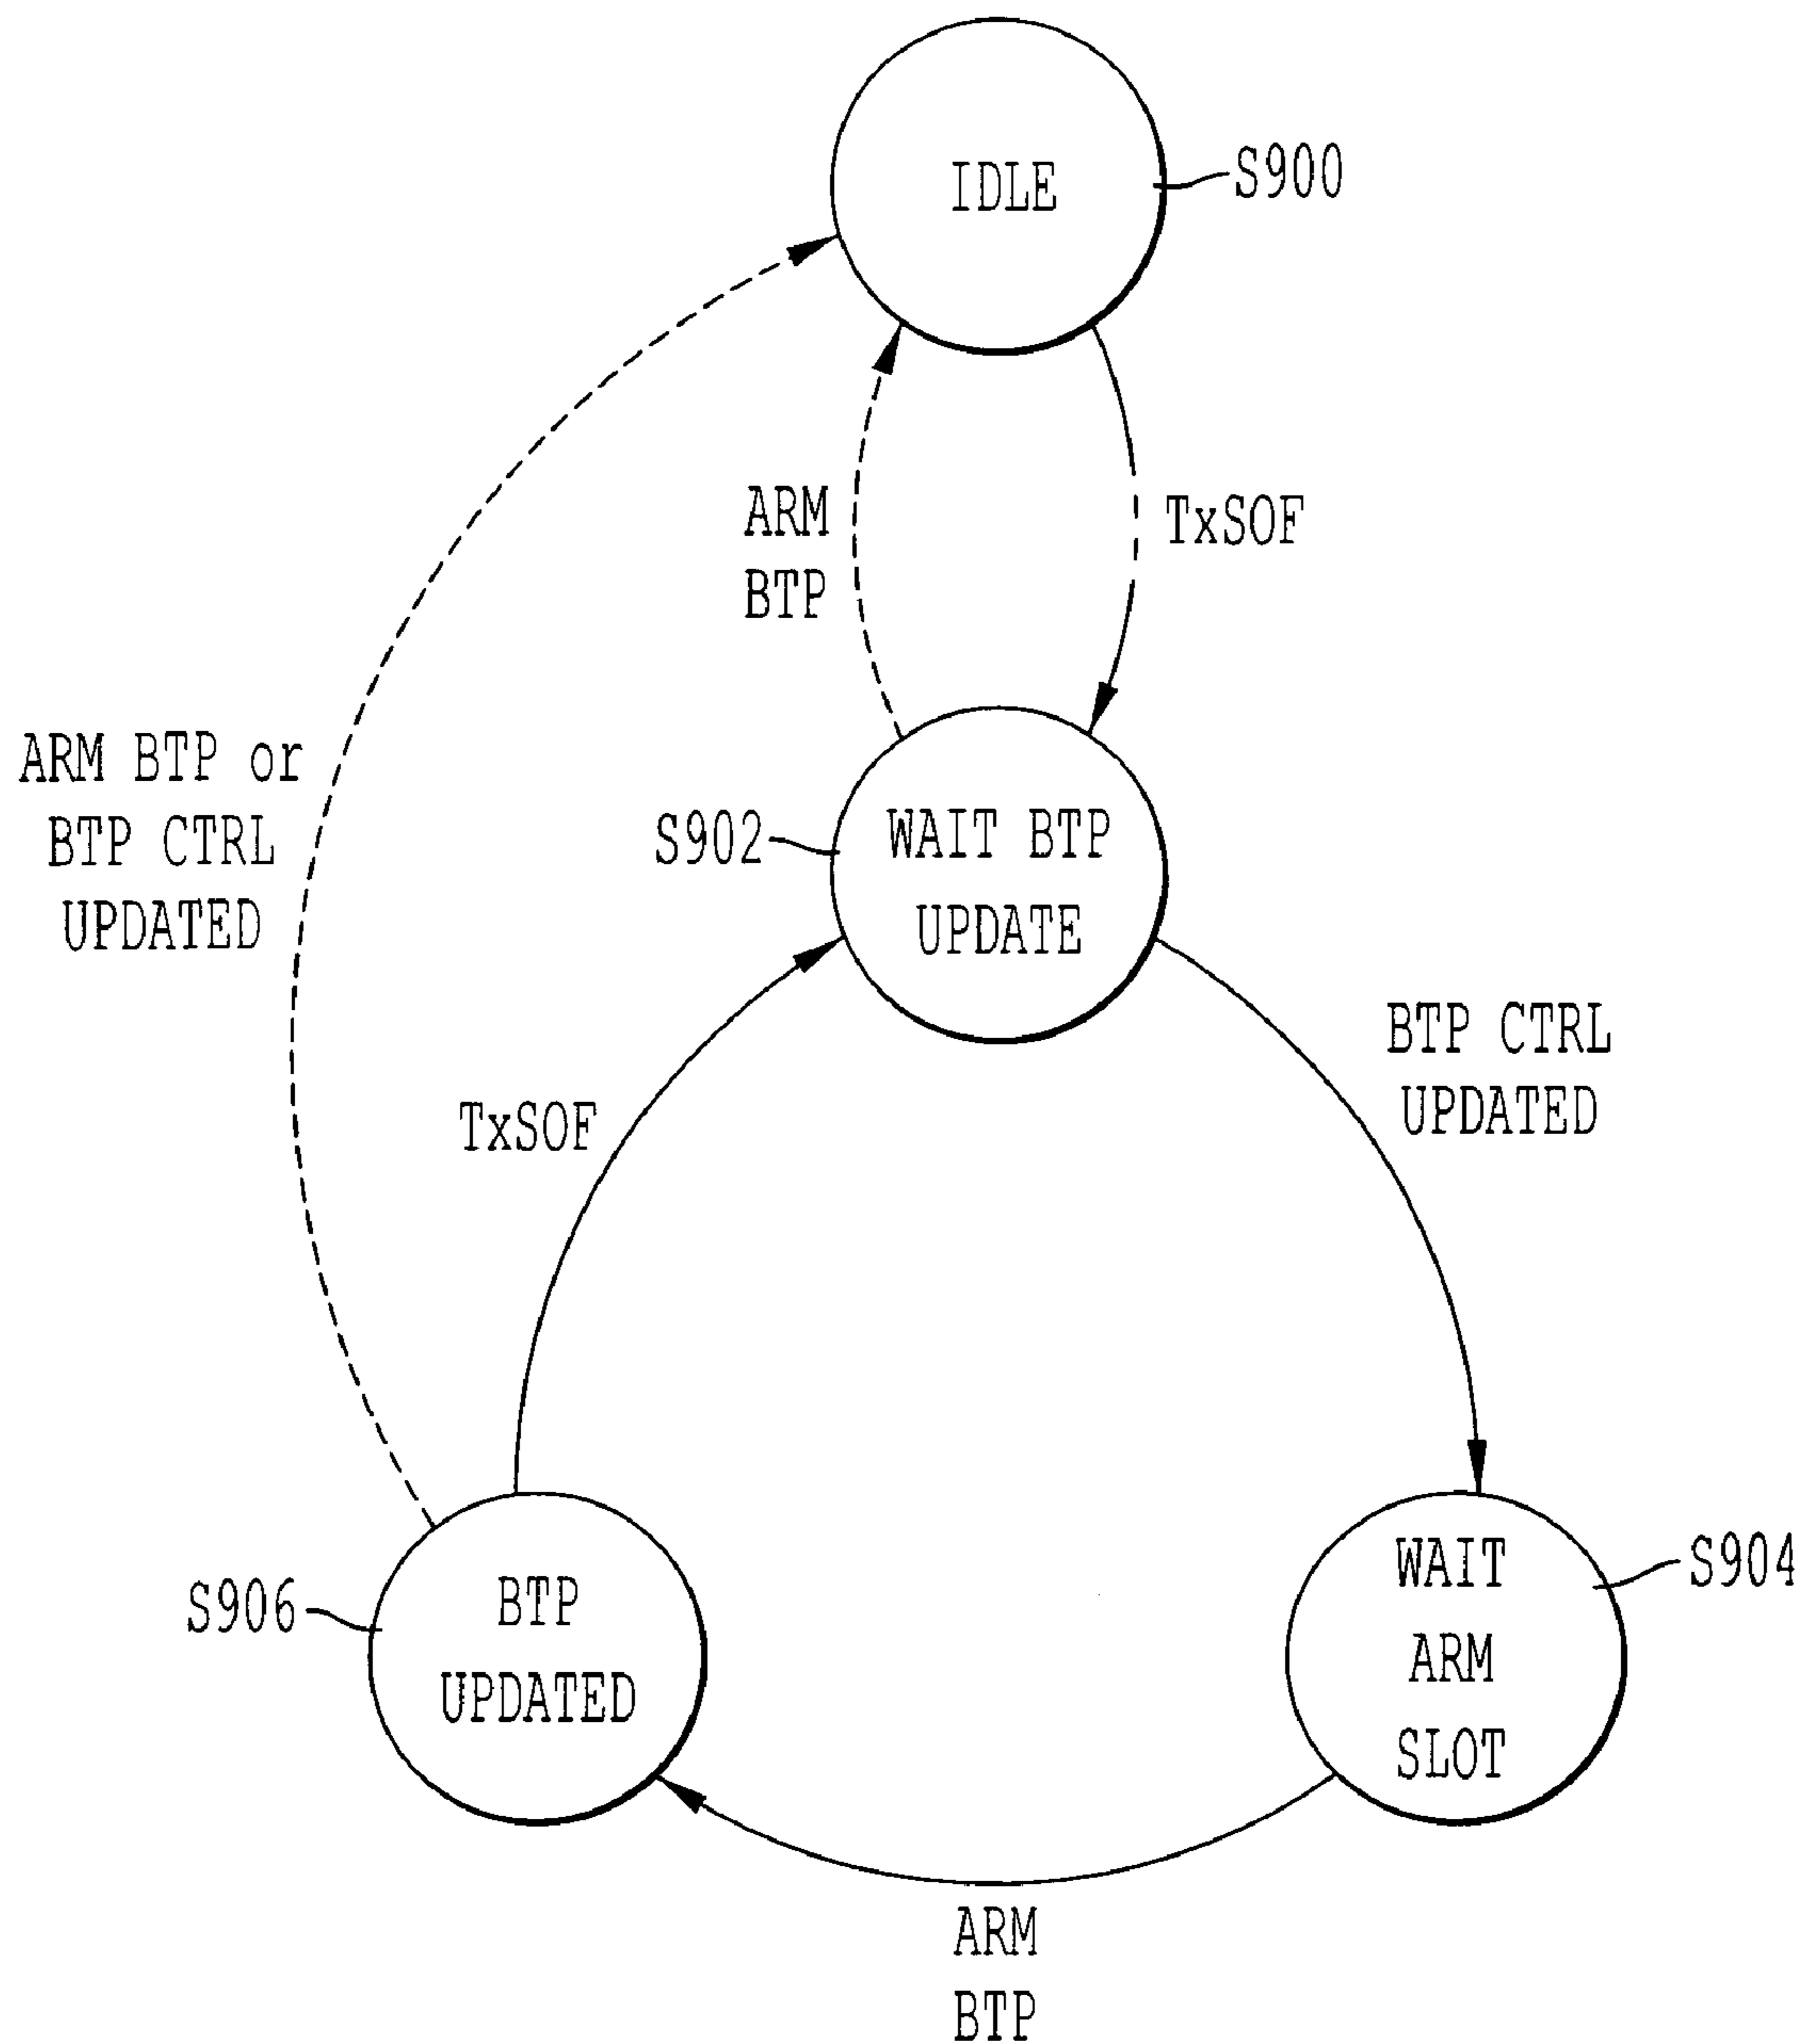 IDLE
S900
ARM
BTP
TxSOF
ARM BTP or
BTP CTRL
UPDATED
S902
WAIT BTP
UPDATE
BTP CTRL
UPDATED
TxSOF
S906
BTP
UPDATED
WAIT
ARM
SLOT
S904
ARM
BTP